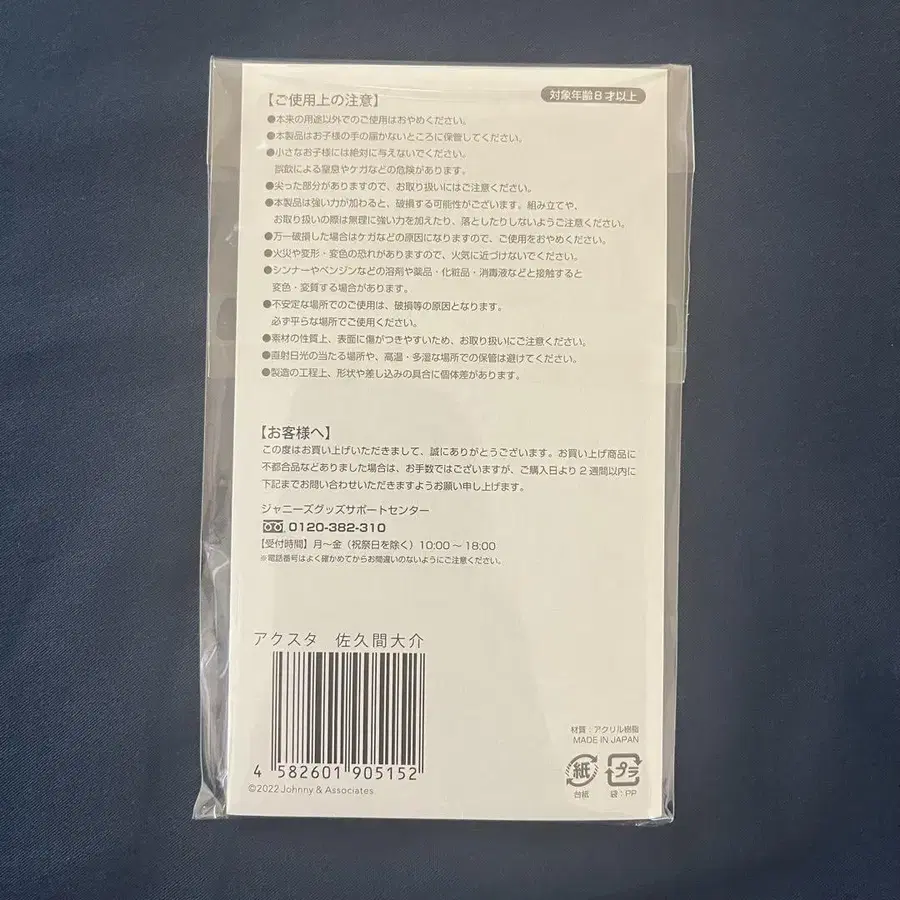 対象年齢8才以上
【ご使用上の注意】
●本来の用途以外でのご使用はおやめください。
●本製品はお子様の手の届かないところに保管してください。
●小さなお子様には絶対に与えないでください。
誤飲による窒息やケガなどの危険があります。
●尖った部分がありますので、お取り扱いにはご注意ください。
●本製品は強い力が加わると、破損する可能性がございます。組み立てや、
お取り扱いの際は無理に強い力を加えたり、落としたりしないようご注意ください。
●万一破損した場合はケガなどの原因になりますので、ご使用をおやめください。
●火災や変形・変色の恐れがありますので、火気に近づけないでください。
●シンナーやベンジンなどの溶剤や薬品・化粧品・消毒液などと接触すると
変色・変質する場合があります。
●不安定な場所でのご使用は、破損等の原因となります。
必ず平らな場所でご使用ください。
●素材の性質上、表面に傷がつきやすいため、お取り扱いにご注意ください。
●直射日光の当たる場所や、高温・多湿な場所での保管は避けてください。
●製造の工程上、形状や差し込みの具合に個体差があります。
【お客様へ】
この度はお買い上げいただきまして、誠にありがとうございます。お買い上げ商品に
不都合品などありました場合は、お手数ではございますが、ご購入日より2週間以内に
下記までお問い合わせいただきますようお願い申し上げます。
ジャニーズグッズサポートセンター
0120-382-310
【受付時間】月〜金（祝祭日を除く）10:00〜18:00
※電話番号はよく確かめてからお間違いのないようにご注意ください。
アクスタ 佐久間大介
4 582601 905152
©2022 Johnny & Associates
材質：アクリル樹脂
MADE IN JAPAN
紙 プラ
台紙 袋：PP